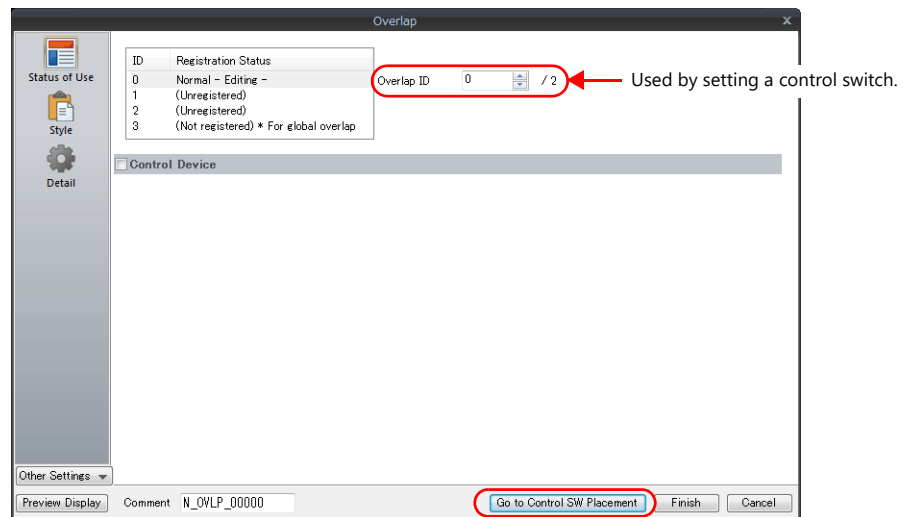 Overlap
x
Status of Use
Style
Detail
ID Registration Status
0 Normal - Editing -
1 (Unregistered)
2 (Unregistered)
3 (Not registered) * For global overlap
Overlap ID 0 / 2
Used by setting a control switch.
Control Device
Other Settings
Preview Display Comment N_OVLP_00000 Go to Control SW Placement Finish Cancel